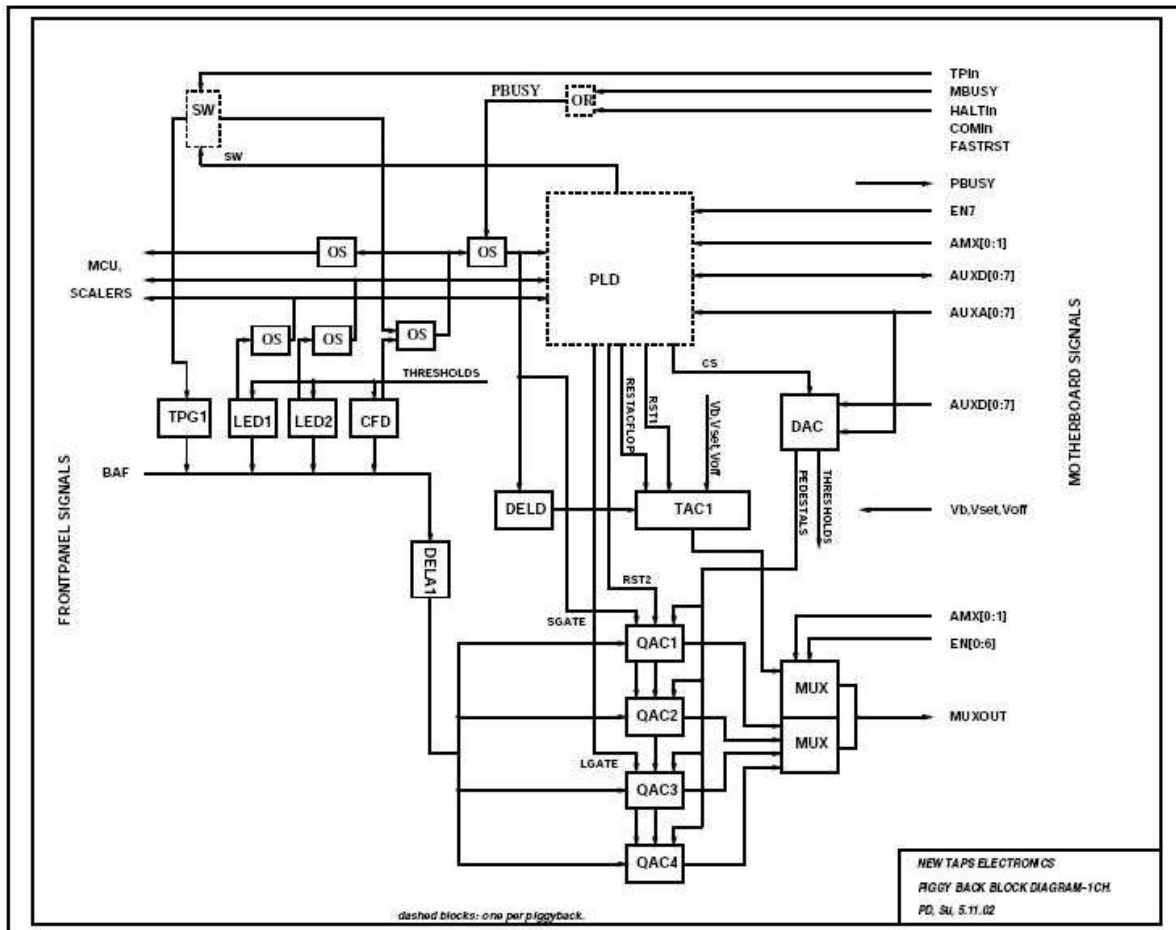 TPIn
MBUSY
PBUSY
OR
SW
HALTIn
COMIn
FASTRST
SW
PBUSY
EN7
OS
OS
AMX[0:1]
MCU,
PLD
AUXD[0:7]
SCALERS
AUXA[0:7]
OS
OS
OS
MOTHERBOARD SIGNALS
THRESHOLDS
CS
TPG1
LED1
LED2
CFD
RESTACFLOP
RST1
Vb,Vset,Voff
AUXD[0:7]
DAC
FRONTPANEL SIGNALS
BAF
PEDESTALS
THRESHOLDS
DELD
TAC1
Vb,Vset,Voff
DELA1
RST2
SGATE
AMX[0:1]
QAC1
EN[0:6]
MUX
QAC2
MUXOUT
MUX
LGATE
QAC3
QAC4
NEW TAPS ELECTRONICS
PIGGY BACK BLOCK DIAGRAM-1CH.
PD, Su, 5.11.02
dashed blocks: one per piggyback.